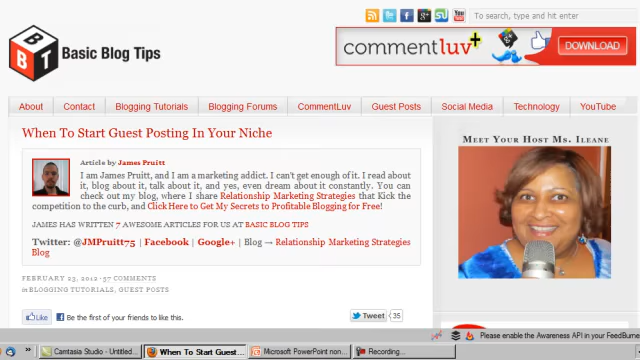 To search, type and hit enter
BBT
Basic Blog Tips
commentluv+
DOWNLOAD
About
Contact
Blogging Tutorials
Blogging Forums
CommentLuv
Guest Posts
Social Media
Technology
YouTube
When To Start Guest Posting In Your Niche
Article by James Pruitt
I am James Pruitt, and I am a marketing addict. I can't get enough of it. I read about
it, blog about it, talk about it, and yes, even dream about it constantly. You can
check out my blog, where I share Relationship Marketing Strategies that Kick the
competition to the curb, and Click Here to Get My Secrets to Profitable Blogging for Free!
JAMES HAS WRITTEN 7 AWESOME ARTICLES FOR US AT BASIC BLOG TIPS
Twitter: @JMPruitt75 | Facebook | Google+ | Blog → Relationship Marketing Strategies
Blog
FEBRUARY 23, 2012 · 57 COMMENTS
in BLOGGING TUTORIALS, GUEST POSTS
Like
Be the first of your friends to like this.
Tweet
35
MEET YOUR HOST MS. ILEANE
Please enable the Awareness API in your FeedBurne
Camtasia Studio - Untitled...
When To Start Guest...
Microsoft PowerPoint non...
Recording...